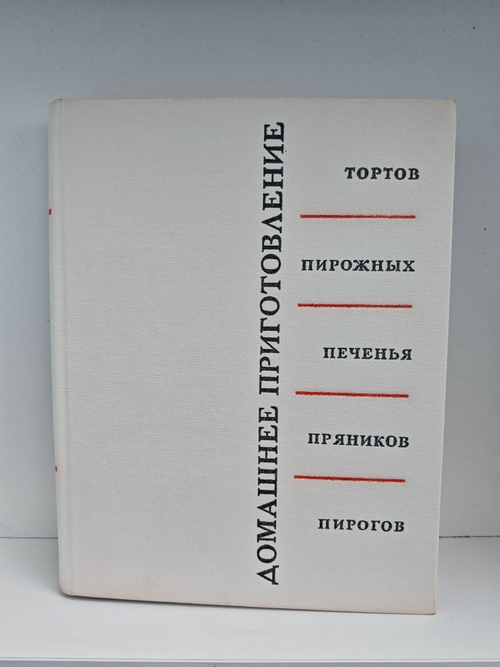 ДОМАШНЕЕ ПРИГОТОВЛЕНИЕ
ТОРТОВ
ПИРОЖНЫХ
ПЕЧЕНЬЯ
ПРЯНИКОВ
ПИРОГОВ